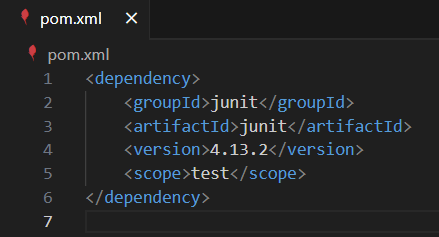 pom.xml ×
pom.xml
1 <dependency>
2     <groupId>junit</groupId>
3     <artifactId>junit</artifactId>
4     <version>4.13.2</version>
5     <scope>test</scope>
6 </dependency>
7